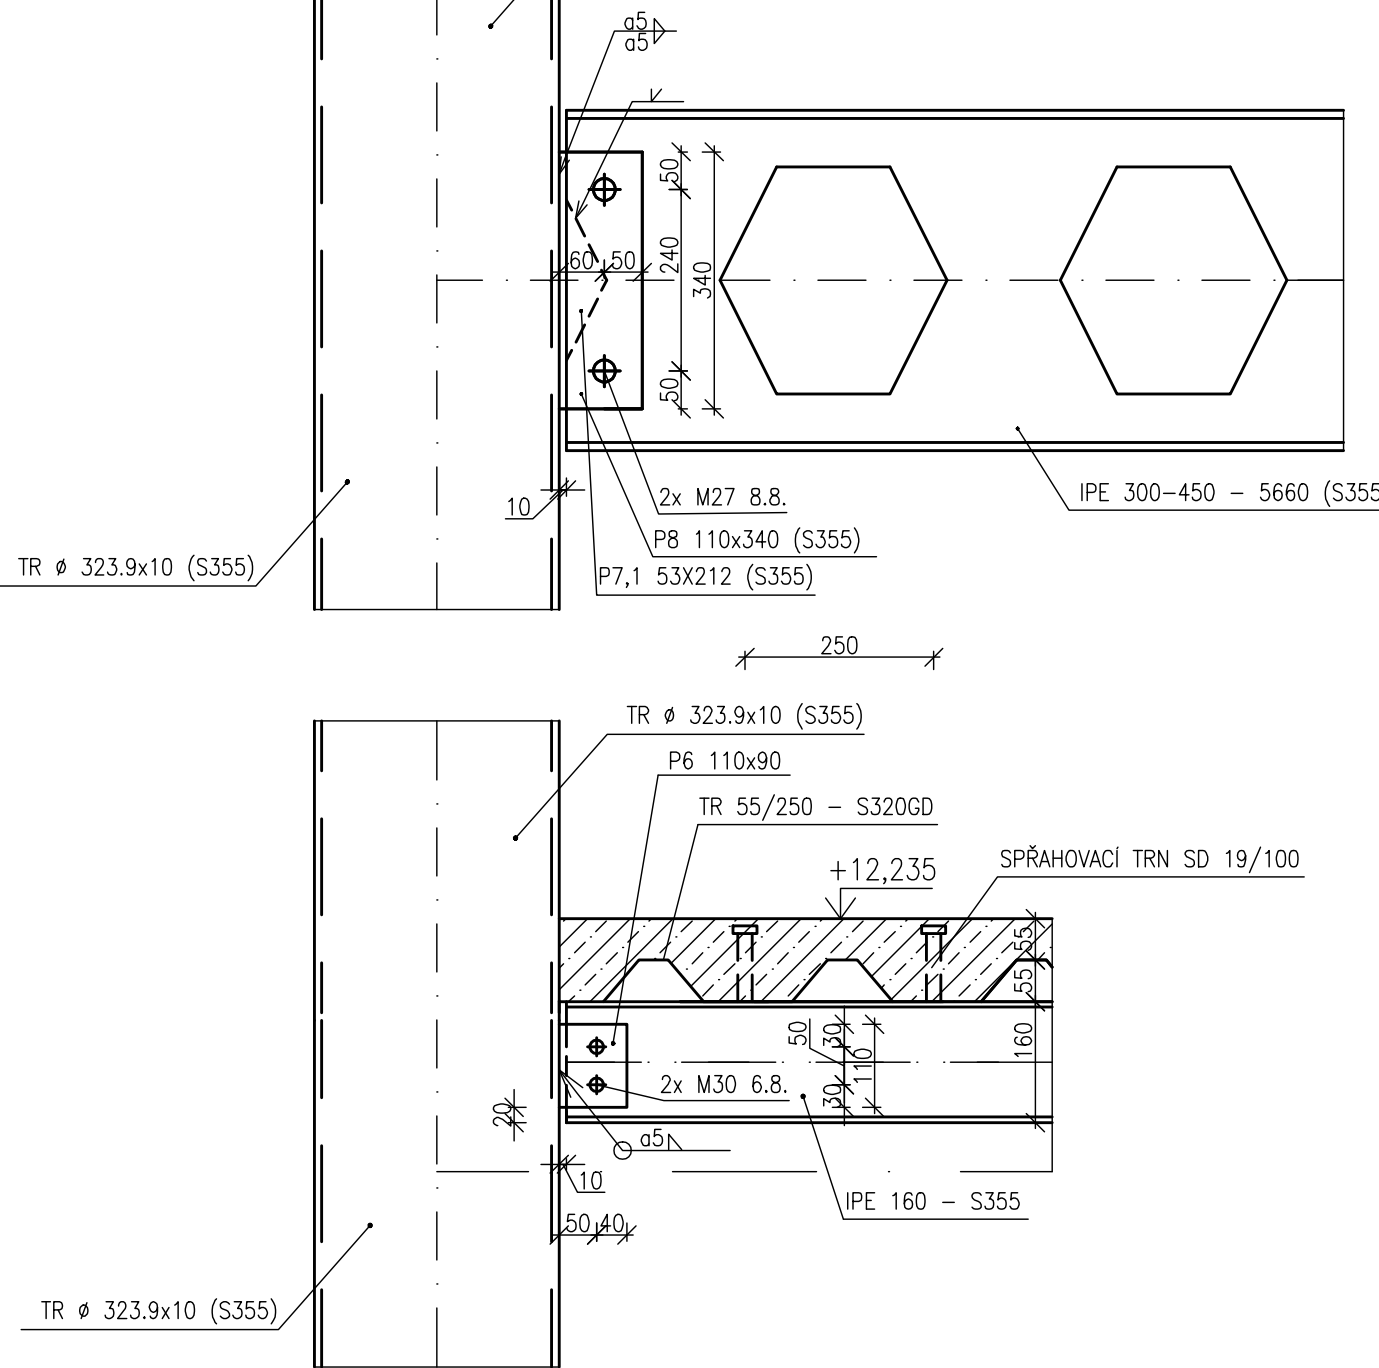 a5
a5
50
60
50
240
340
50
10
2x M27 8.8.
IPE 300-450 - 5660 (S355
P8 110x340 (S355)
TR ø 323.9x10 (S355)
P7,1 53X212 (S355)
250
TR ø 323.9x10 (S355)
P6 110x90
TR 55/250 - S320GD
+12,235
SPŘAHOVACÍ TRN SD 19/100
55
55
160
50
30
110
30
2x M30 6.8.
20
a5
10
IPE 160 - S355
50
40
TR ø 323.9x10 (S355)